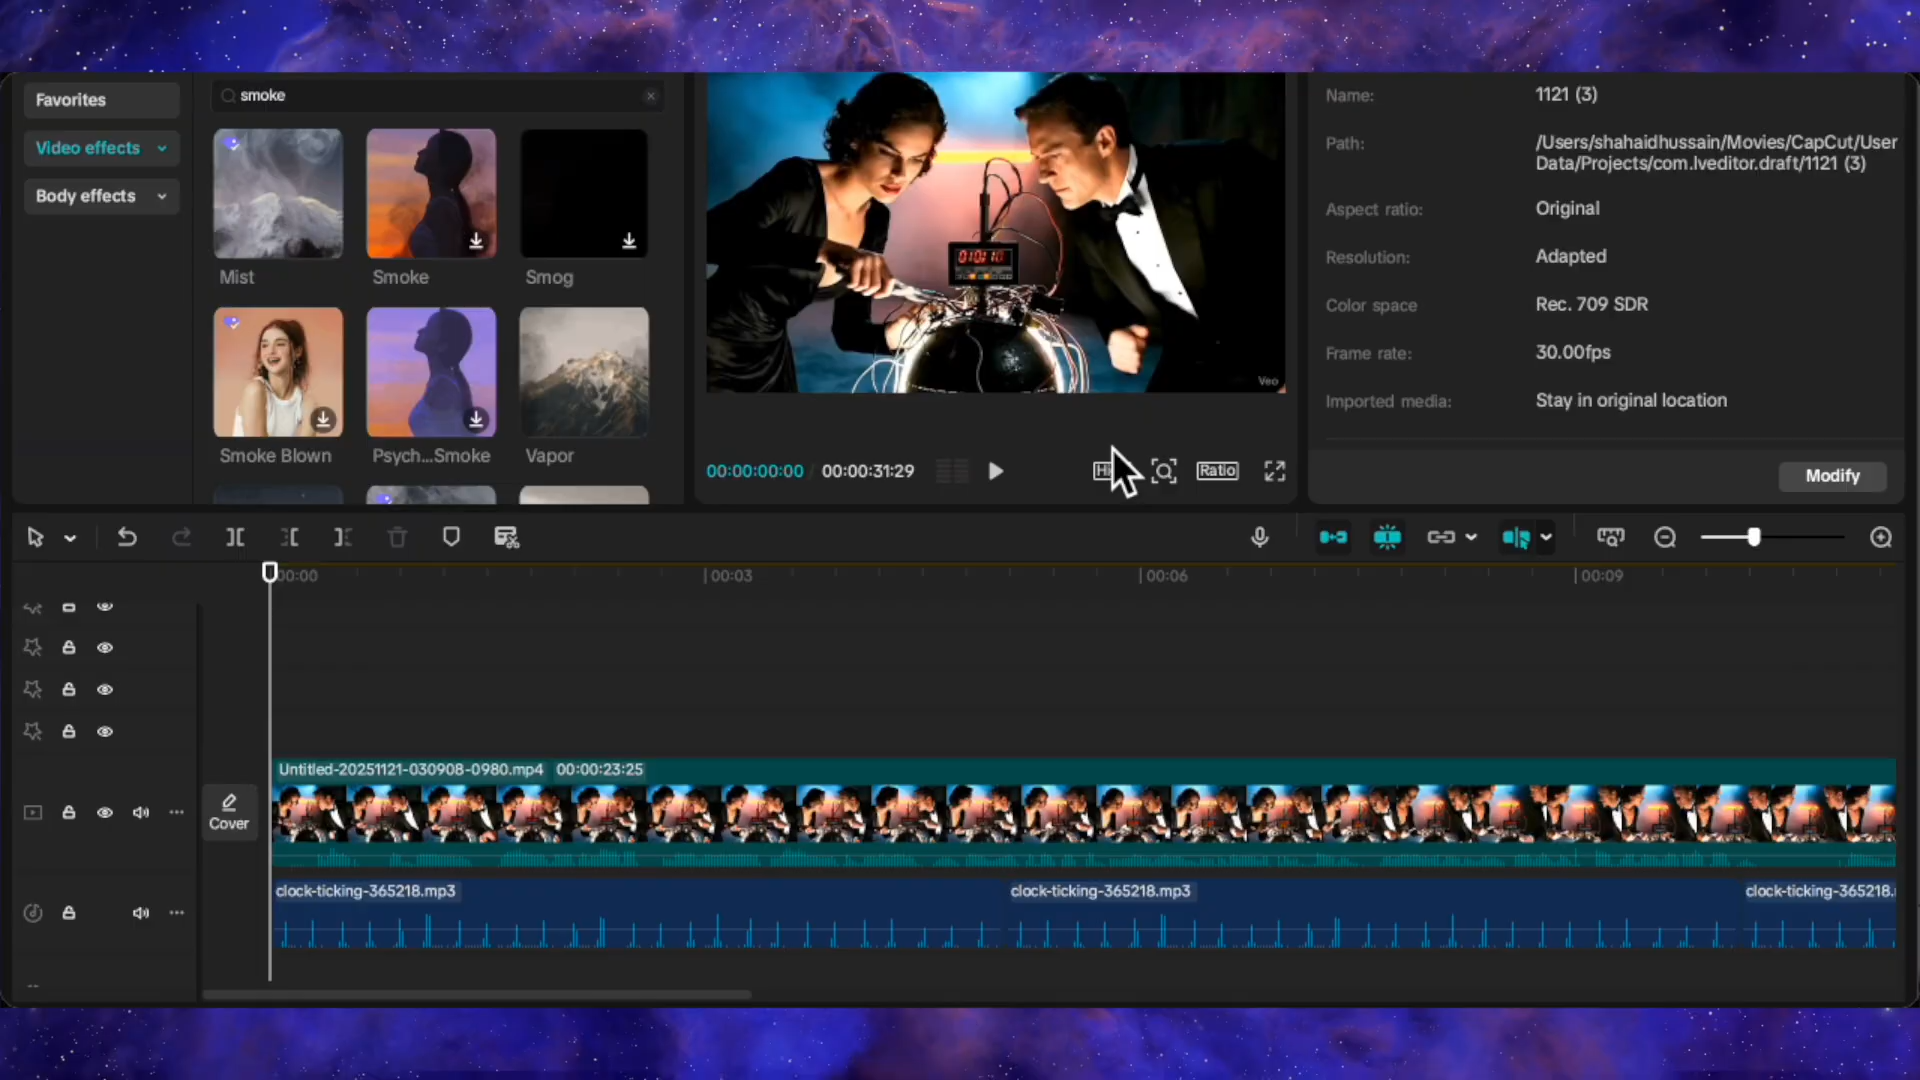 Favorites
Video effects
Body effects
smoke
Mist
Smoke
Smog
Smoke Blown
Psych...Smoke
Vapor
010:10
Veo
00:00:00:00 / 00:00:31:29
Ratio
Name: 1121 (3)
Path: /Users/shahaidhussain/Movies/CapCut/User
Data/Projects/com.lveditor.draft/1121 (3)
Aspect ratio: Original
Resolution: Adapted
Color space Rec. 709 SDR
Frame rate: 30.00fps
Imported media: Stay in original location
Modify
00:00
00:03
00:06
00:09
Untitled-20251121-030908-0980.mp4 00:00:23:25
Cover
clock-ticking-365218.mp3
clock-ticking-365218.mp3
clock-ticking-365218.